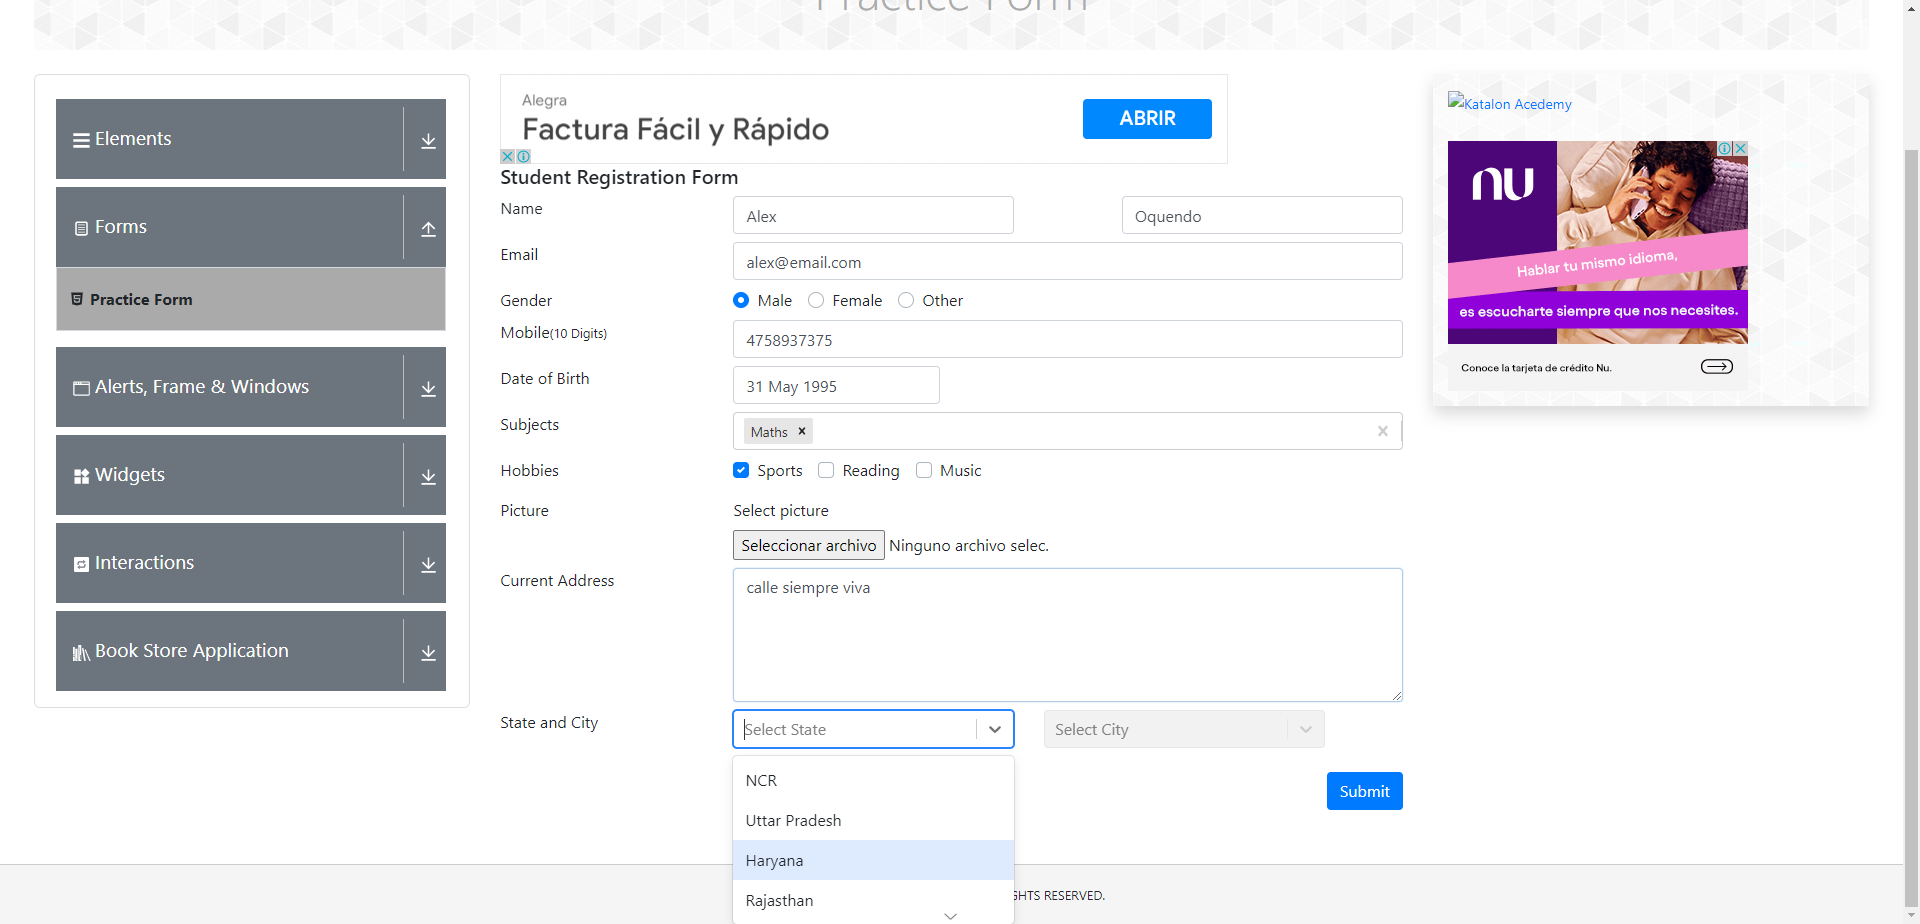 Practice Form
Elements
Forms
Practice Form
Alerts, Frame & Windows
Widgets
Interactions
Book Store Application
Alegra
Factura Fácil y Rápido
ABRIR
Student Registration Form
Name
Alex
Oquendo
Email
alex@email.com
Gender
Male
Female
Other
Mobile(10 Digits)
4758937375
Date of Birth
31 May 1995
Subjects
Maths
Hobbies
Sports
Reading
Music
Picture
Select picture
Seleccionar archivo
Ninguno archivo selec.
Current Address
calle siempre viva
State and City
Select State
Select City
NCR
Uttar Pradesh
Haryana
Rajasthan
Submit
GHTS RESERVED.
Katalon Acedemy
nu
Hablar tu mismo idioma,
es escucharte siempre que nos necesites.
Conoce la tarjeta de crédito Nu.